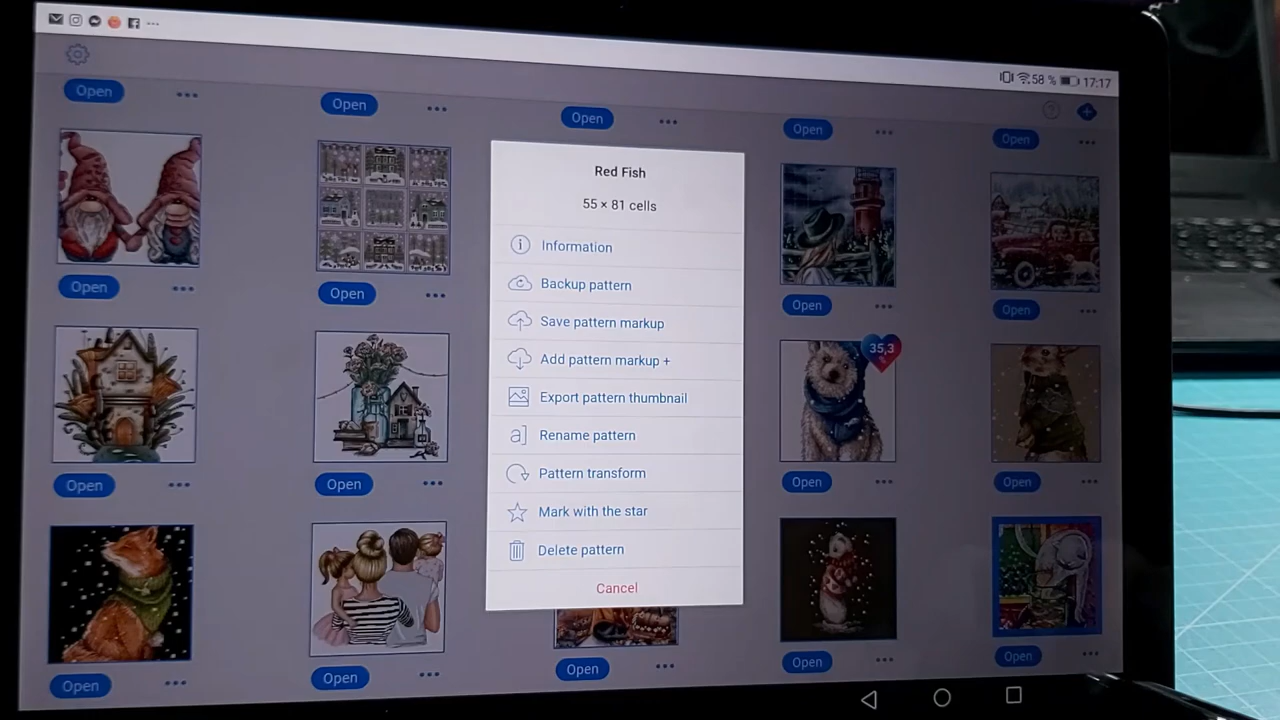 58 % 17:17
Open
Open
Open
Open
Open
Red Fish
55 × 81 cells
Information
Backup pattern
Save pattern markup
Add pattern markup +
Export pattern thumbnail
Rename pattern
Pattern transform
Mark with the star
Delete pattern
Cancel
Open
Open
Open
Open
35,3
Open
Open
Open
Open
Open
Open
Open
Open
Open